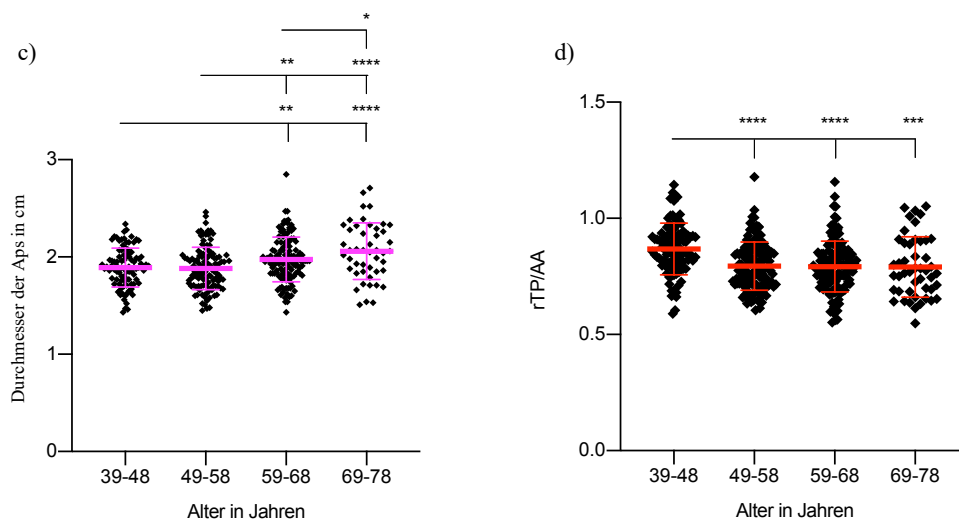 c)
*
** ****
** ****
Durchmesser der Aps in cm
3
2
1
0
39-48 49-58 59-68 69-78
Alter in Jahren
d)
**** **** ***
rTP/AA
1.5
1.0
0.5
0.0
39-48 49-58 59-68 69-78
Alter in Jahren